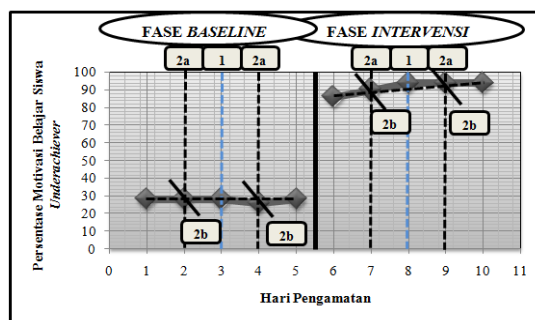 FASE BASELINE
FASE INTERVENSI
2a 1 2a
2a 1 2a
Persentase Motivasi Belajar Siswa
Underachiever
100
90
80
70
60
50
40
30
20
10
0
2b
2b
2b
2b
0 1 2 3 4 5 6 7 8 9 10 11
Hari Pengamatan